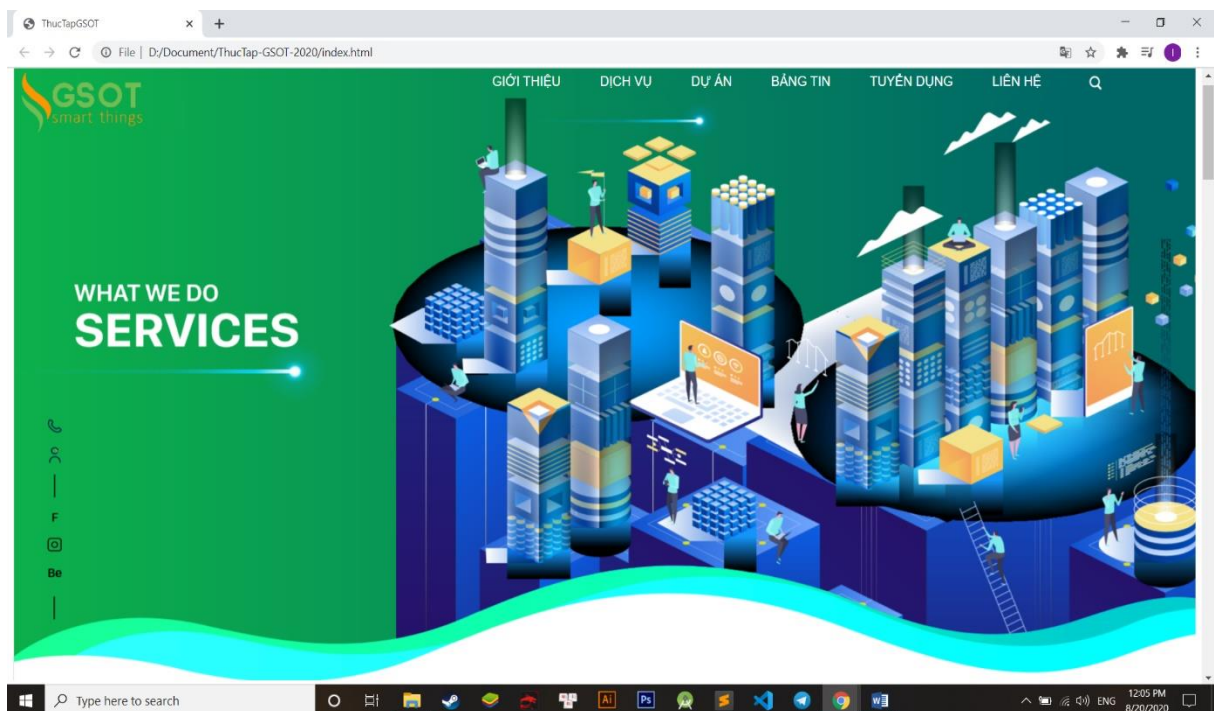 ThucTapGSOT
File | D:/Document/ThucTap-GSOT-2020/index.html
I
GSOT
smart things
GIỚI THIỆU DỊCH VỤ DỰ ÁN BẢNG TIN TUYỂN DỤNG LIÊN HỆ
WHAT WE DO
SERVICES
F
Be
Type here to search
Ai
Ps
ENG
12:05 PM
8/20/2020